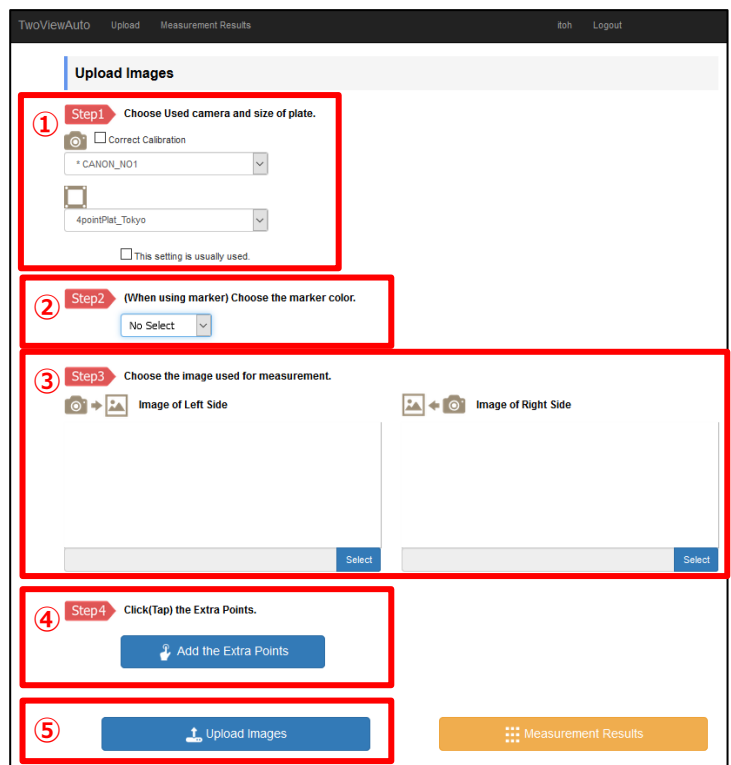 TwoViewAuto Upload Measurement Results itoh Logout
Upload Images
① Step1 Choose Used camera and size of plate.
Correct Calibration
* CANON_NO1
4pointPlat_Tokyo
This setting is usually used.
② Step2 (When using marker) Choose the marker color.
No Select
③ Step3 Choose the image used for measurement.
Image of Left Side Image of Right Side
Select Select
④ Step4 Click(Tap) the Extra Points.
Add the Extra Points
⑤ Upload Images Measurement Results